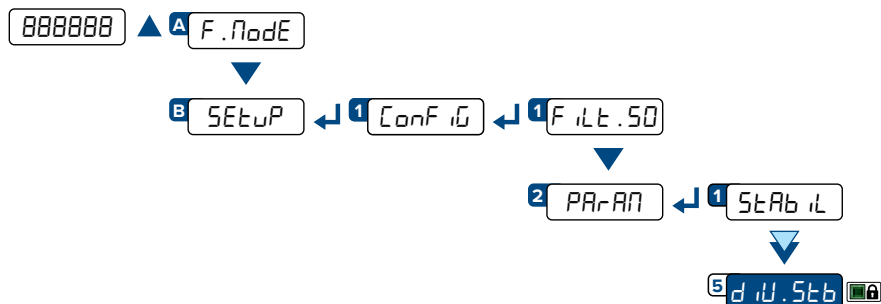 888888 A F.ModE
B SEtuP 1 ConFiG 1 FiLt.50
2 PArAM 1 StAbiL
5 diV.Stb